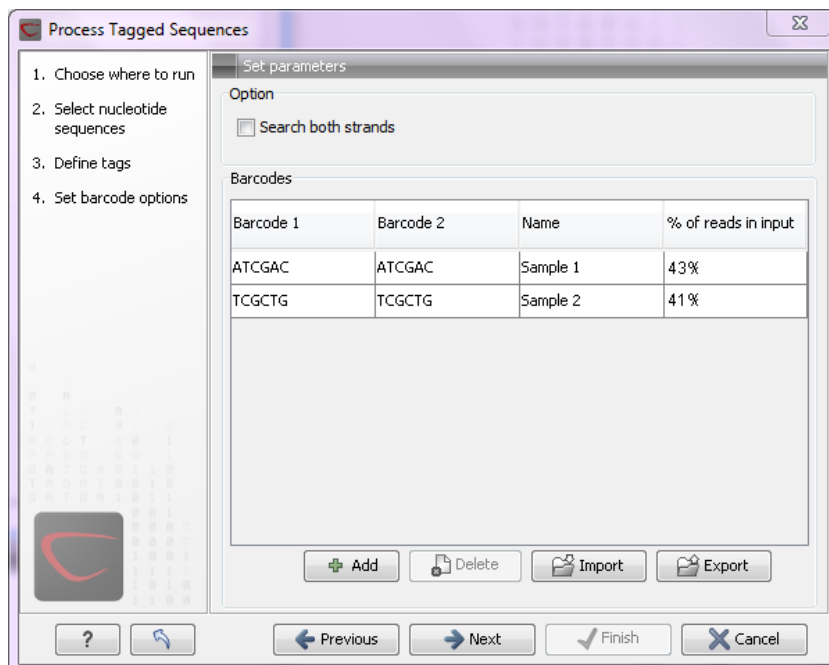 Process Tagged Sequences
1. Choose where to run
2. Select nucleotide
sequences
3. Define tags
4. Set barcode options
Set parameters
Option
Search both strands
Barcodes
Barcode 1 Barcode 2 Name % of reads in input
ATCGAC ATCGAC Sample 1 43%
TCGCTG TCGCTG Sample 2 41%
Add Delete Import Export
? Previous Next Finish Cancel